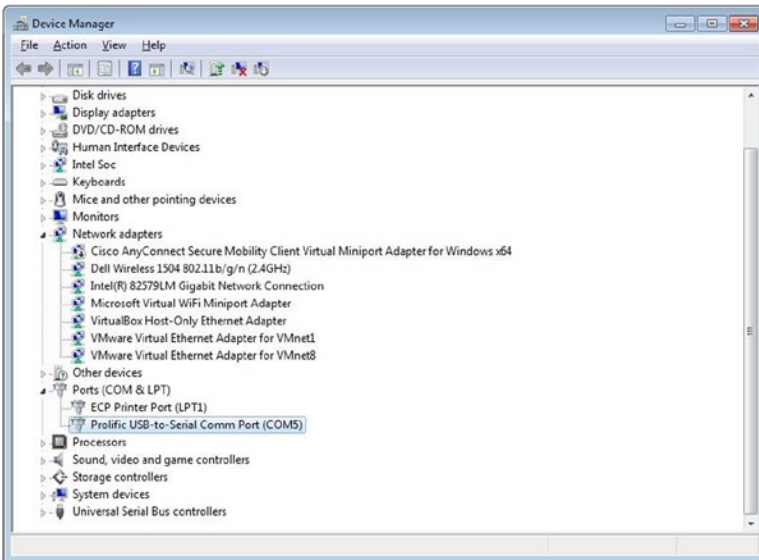 Device Manager
File Action View Help
Disk drives
Display adapters
DVD/CD-ROM drives
Human Interface Devices
Intel Soc
Keyboards
Mice and other pointing devices
Monitors
Network adapters
Cisco AnyConnect Secure Mobility Client Virtual Miniport Adapter for Windows x64
Dell Wireless 1504 802.11b/g/n (2.4GHz)
Intel(R) 82579LM Gigabit Network Connection
Microsoft Virtual WiFi Miniport Adapter
VirtualBox Host-Only Ethernet Adapter
VMware Virtual Ethernet Adapter for VMnet1
VMware Virtual Ethernet Adapter for VMnet8
Other devices
Ports (COM & LPT)
ECP Printer Port (LPT1)
Prolific USB-to-Serial Comm Port (COM5)
Processors
Sound, video and game controllers
Storage controllers
System devices
Universal Serial Bus controllers